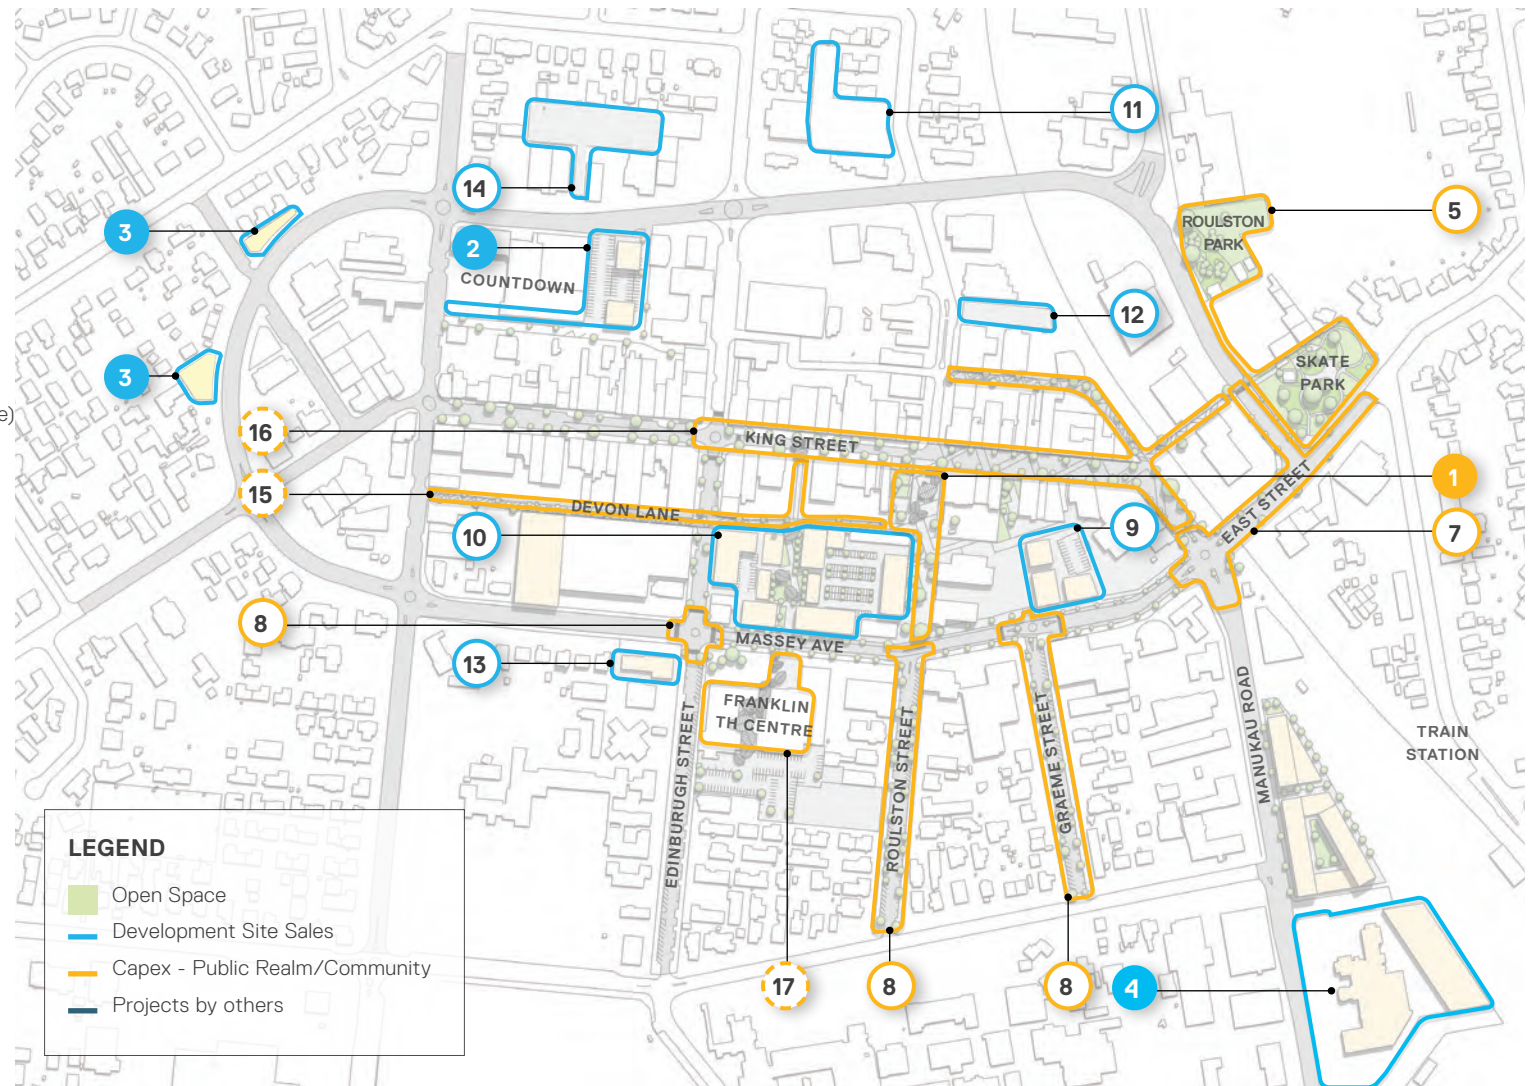 11
14
ROULSTON
PARK
5
3
2
COUNTDOWN
12
3
SKATE
PARK
e)
16
KING STREET
1
15
DEVON LANE
EAST STREET
10
9
7
8
MASSEY AVE
13
FRANKLIN
TH CENTRE
EDINBURUGH STREET
ROULSTON STREET
GRAEME STREET
MANUKAU ROAD
TRAIN
STATION
17
8
8
4
LEGEND
Open Space
Development Site Sales
Capex - Public Realm/Community
Projects by others